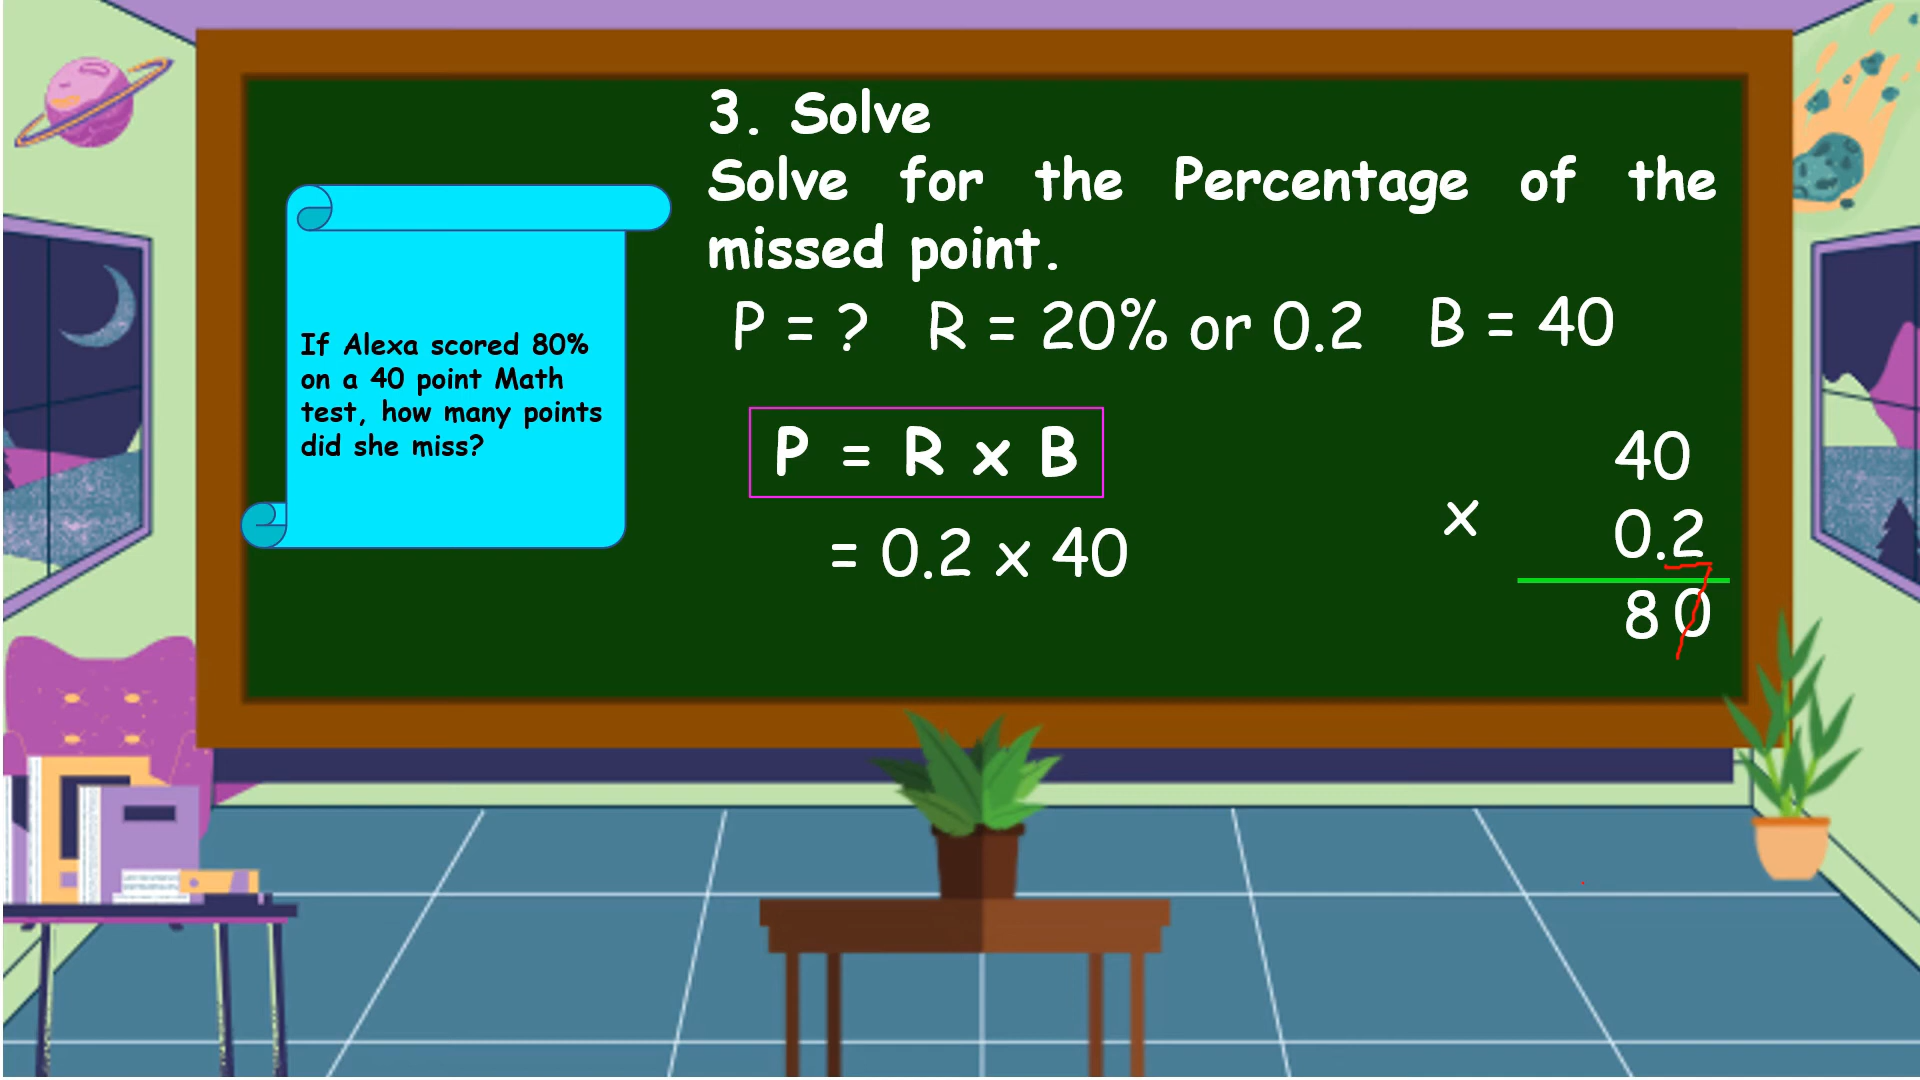 3. Solve
Solve for the Percentage of the
missed point.
P = ? R = 20% or 0.2 B = 40
If Alexa scored 80%
on a 40 point Math
test, how many points
did she miss?
P = R x B
= 0.2 x 40
40
x 0.2
80